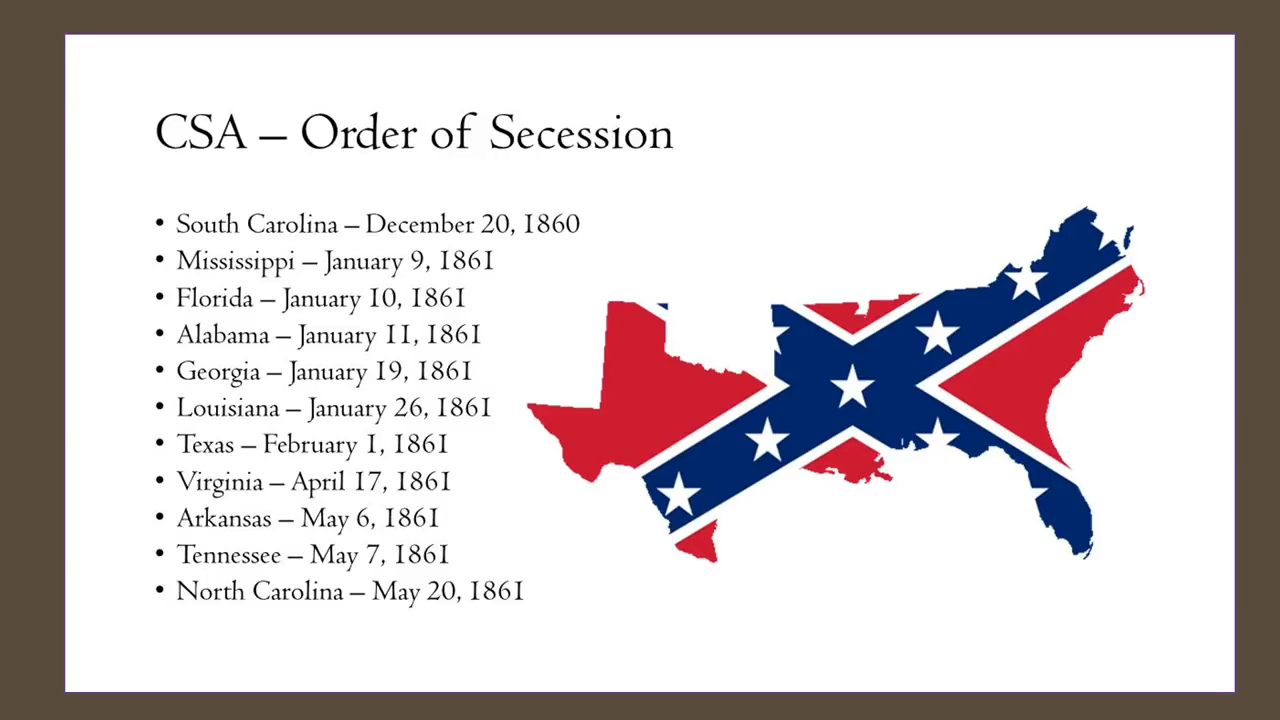 CSA – Order of Secession
• South Carolina – December 20, 1860
• Mississippi – January 9, 1861
• Florida – January 10, 1861
• Alabama – January 11, 1861
• Georgia – January 19, 1861
• Louisiana – January 26, 1861
• Texas – February 1, 1861
• Virginia – April 17, 1861
• Arkansas – May 6, 1861
• Tennessee – May 7, 1861
• North Carolina – May 20, 1861